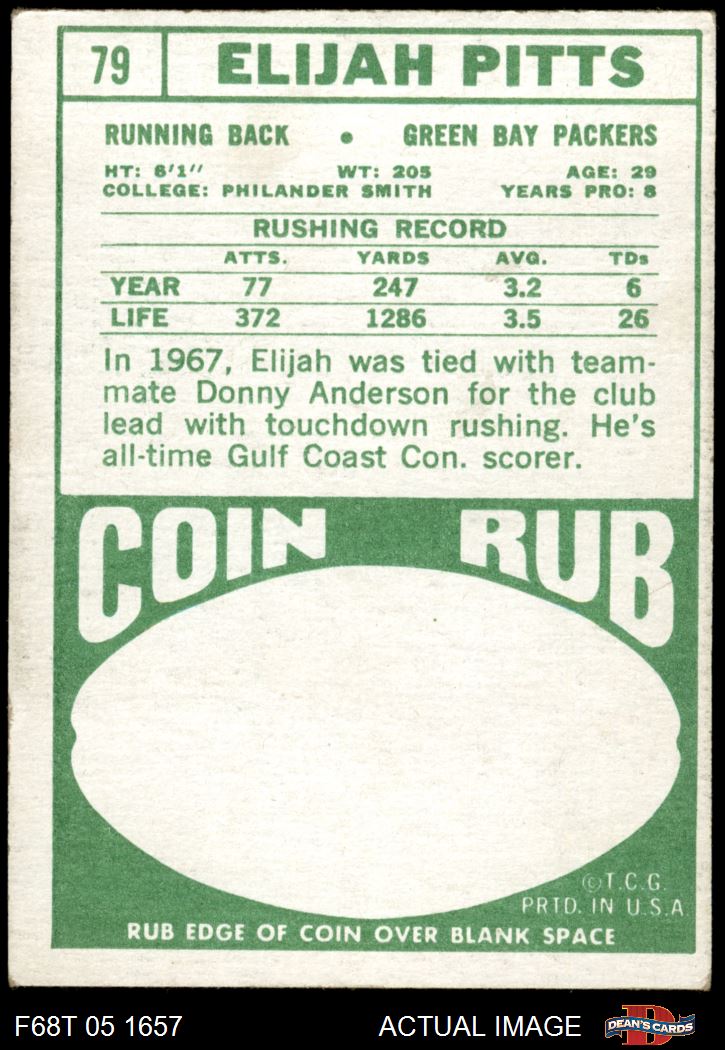 79 ELIJAH PITTS
RUNNING BACK • GREEN BAY PACKERS
HT: 6'1" WT: 205 AGE: 29
COLLEGE: PHILANDER SMITH YEARS PRO: 8
RUSHING RECORD
ATTS. YARDS AVG. TDs
YEAR 77 247 3.2 6
LIFE 372 1286 3.5 26
In 1967, Elijah was tied with team-
mate Donny Anderson for the club
lead with touchdown rushing. He's
all-time Gulf Coast Con. scorer.
COIN RUB
©T.C.G.
PRTD. IN U.S.A.
RUB EDGE OF COIN OVER BLANK SPACE
F68T 05 1657 ACTUAL IMAGE
D
DEAN'S CARDS